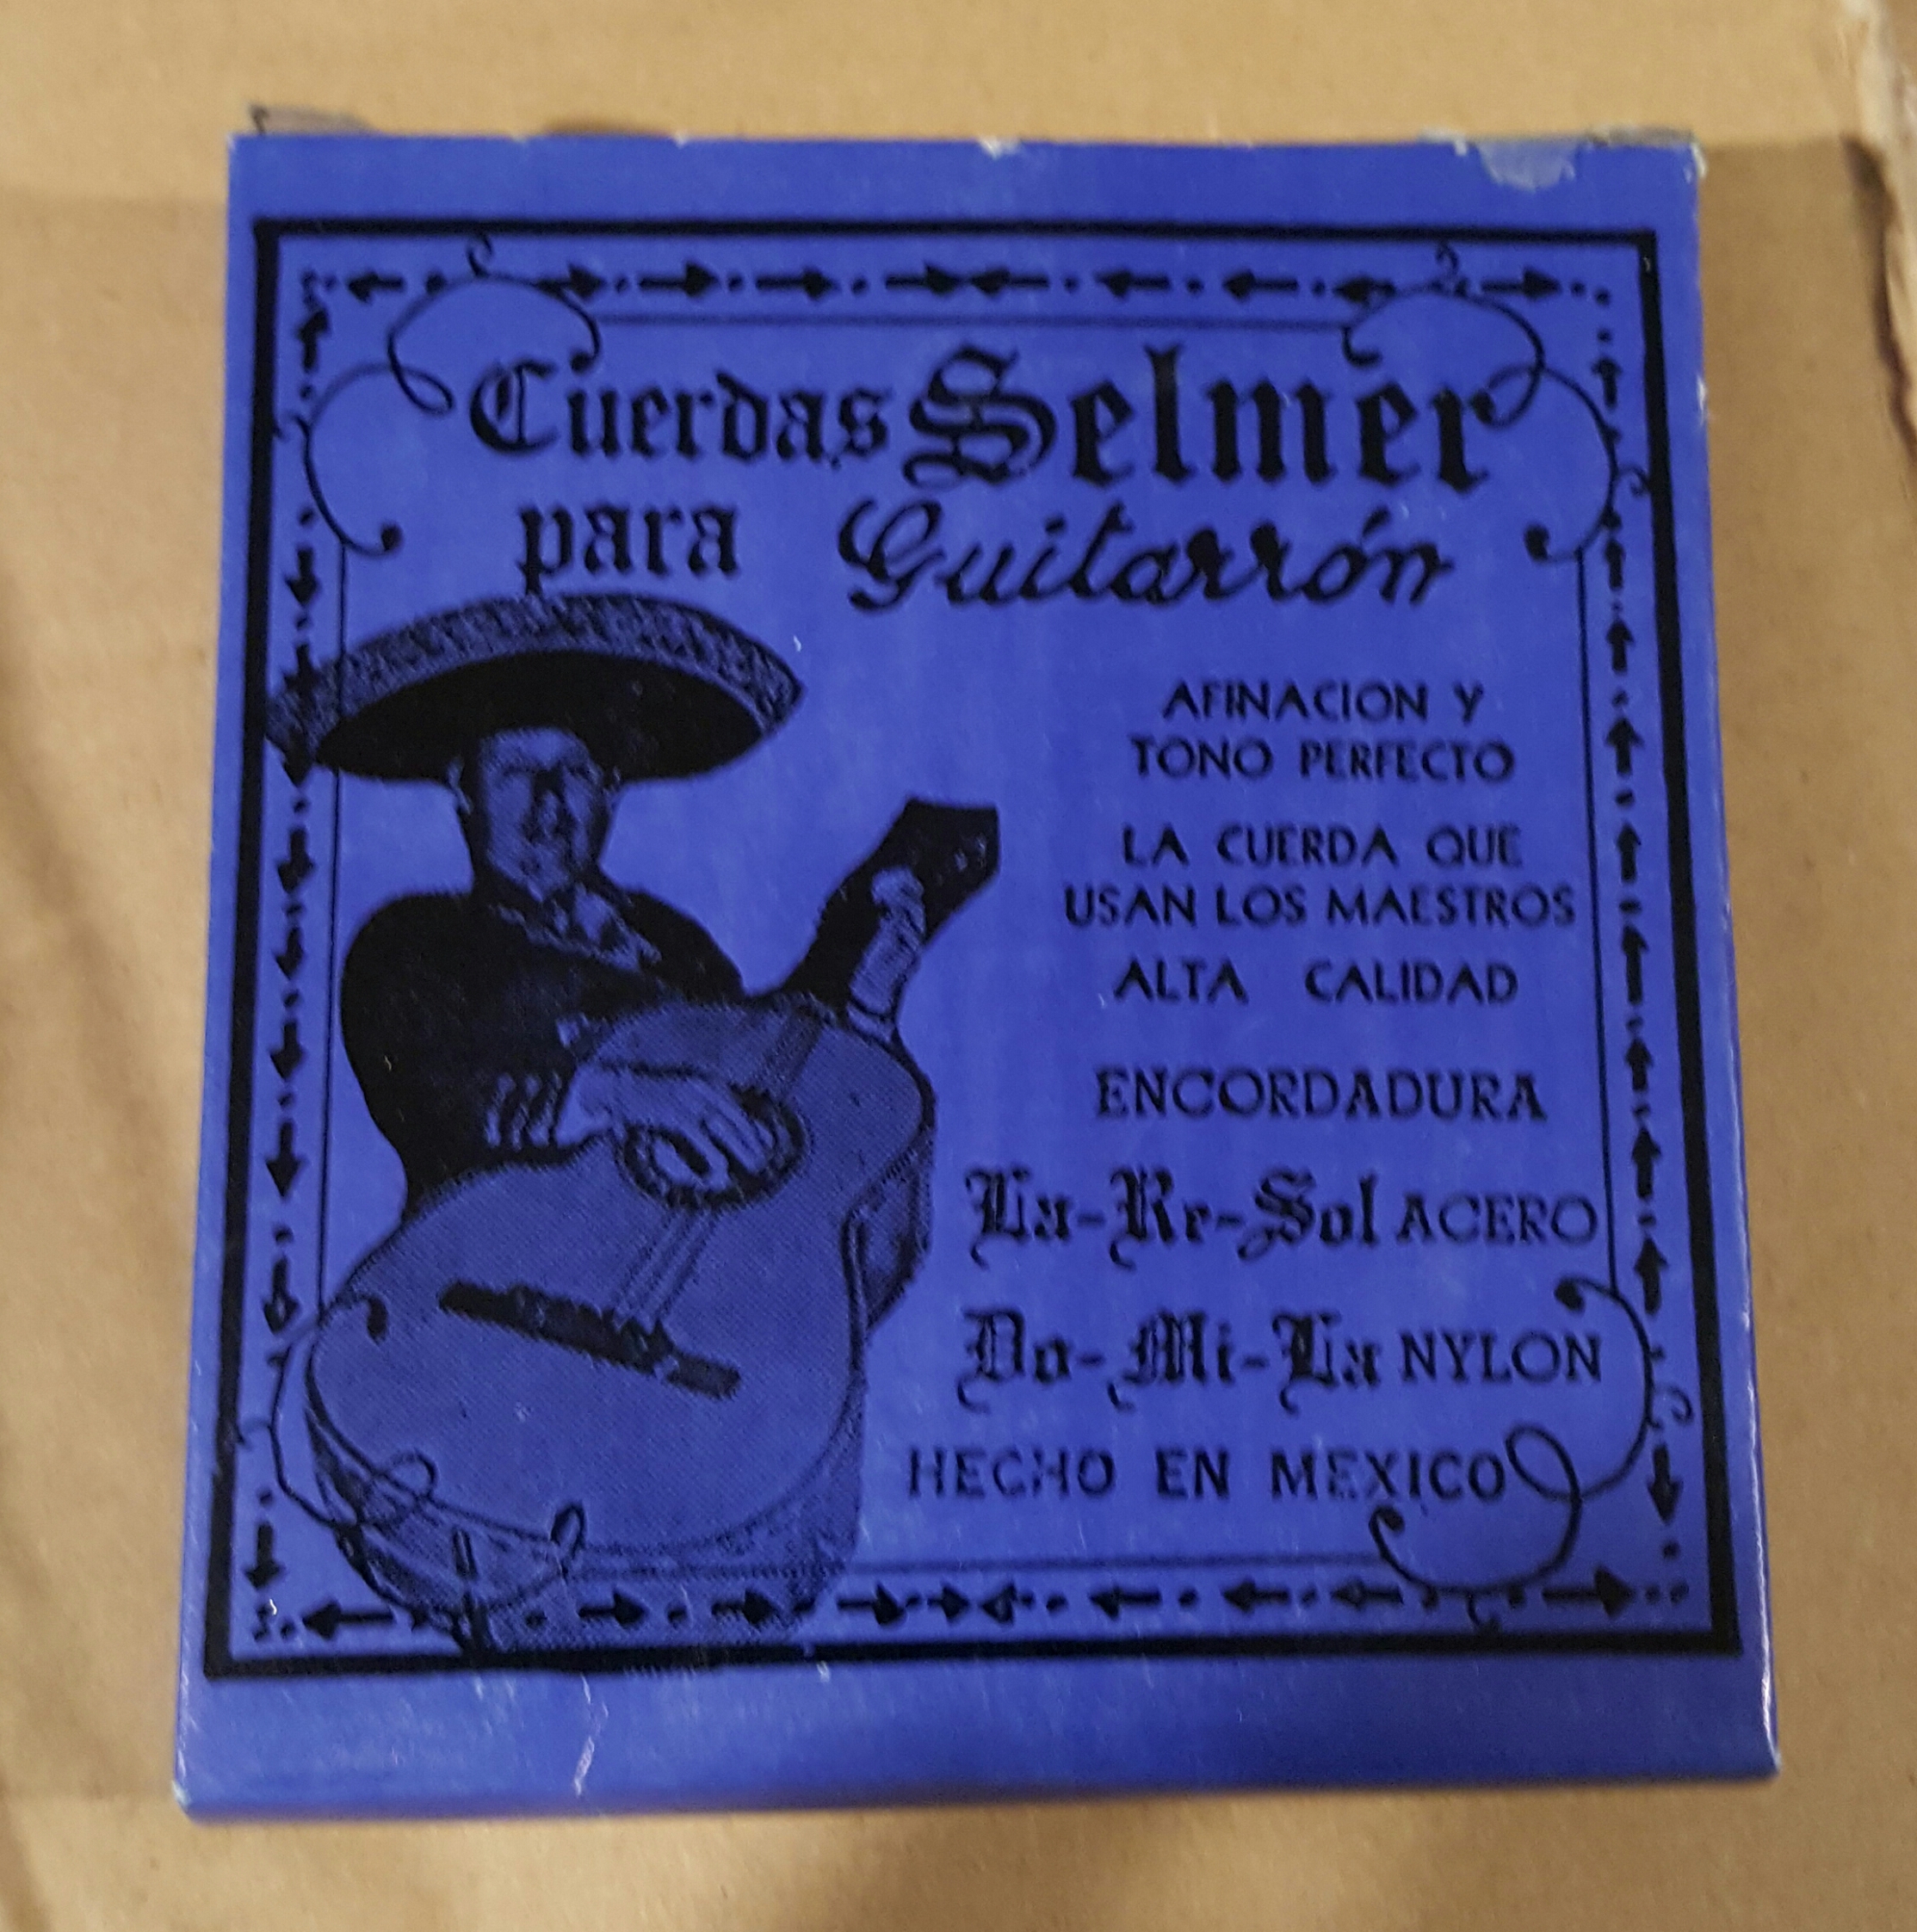 Cuerdas Selmer
para Guitarrón
AFINACION Y
TONO PERFECTO
LA CUERDA QUE
USAN LOS MAESTROS
ALTA CALIDAD
ENCORDADURA
La-Re-Sol ACERO
Do-Mi-La NYLON
HECHO EN MEXICO